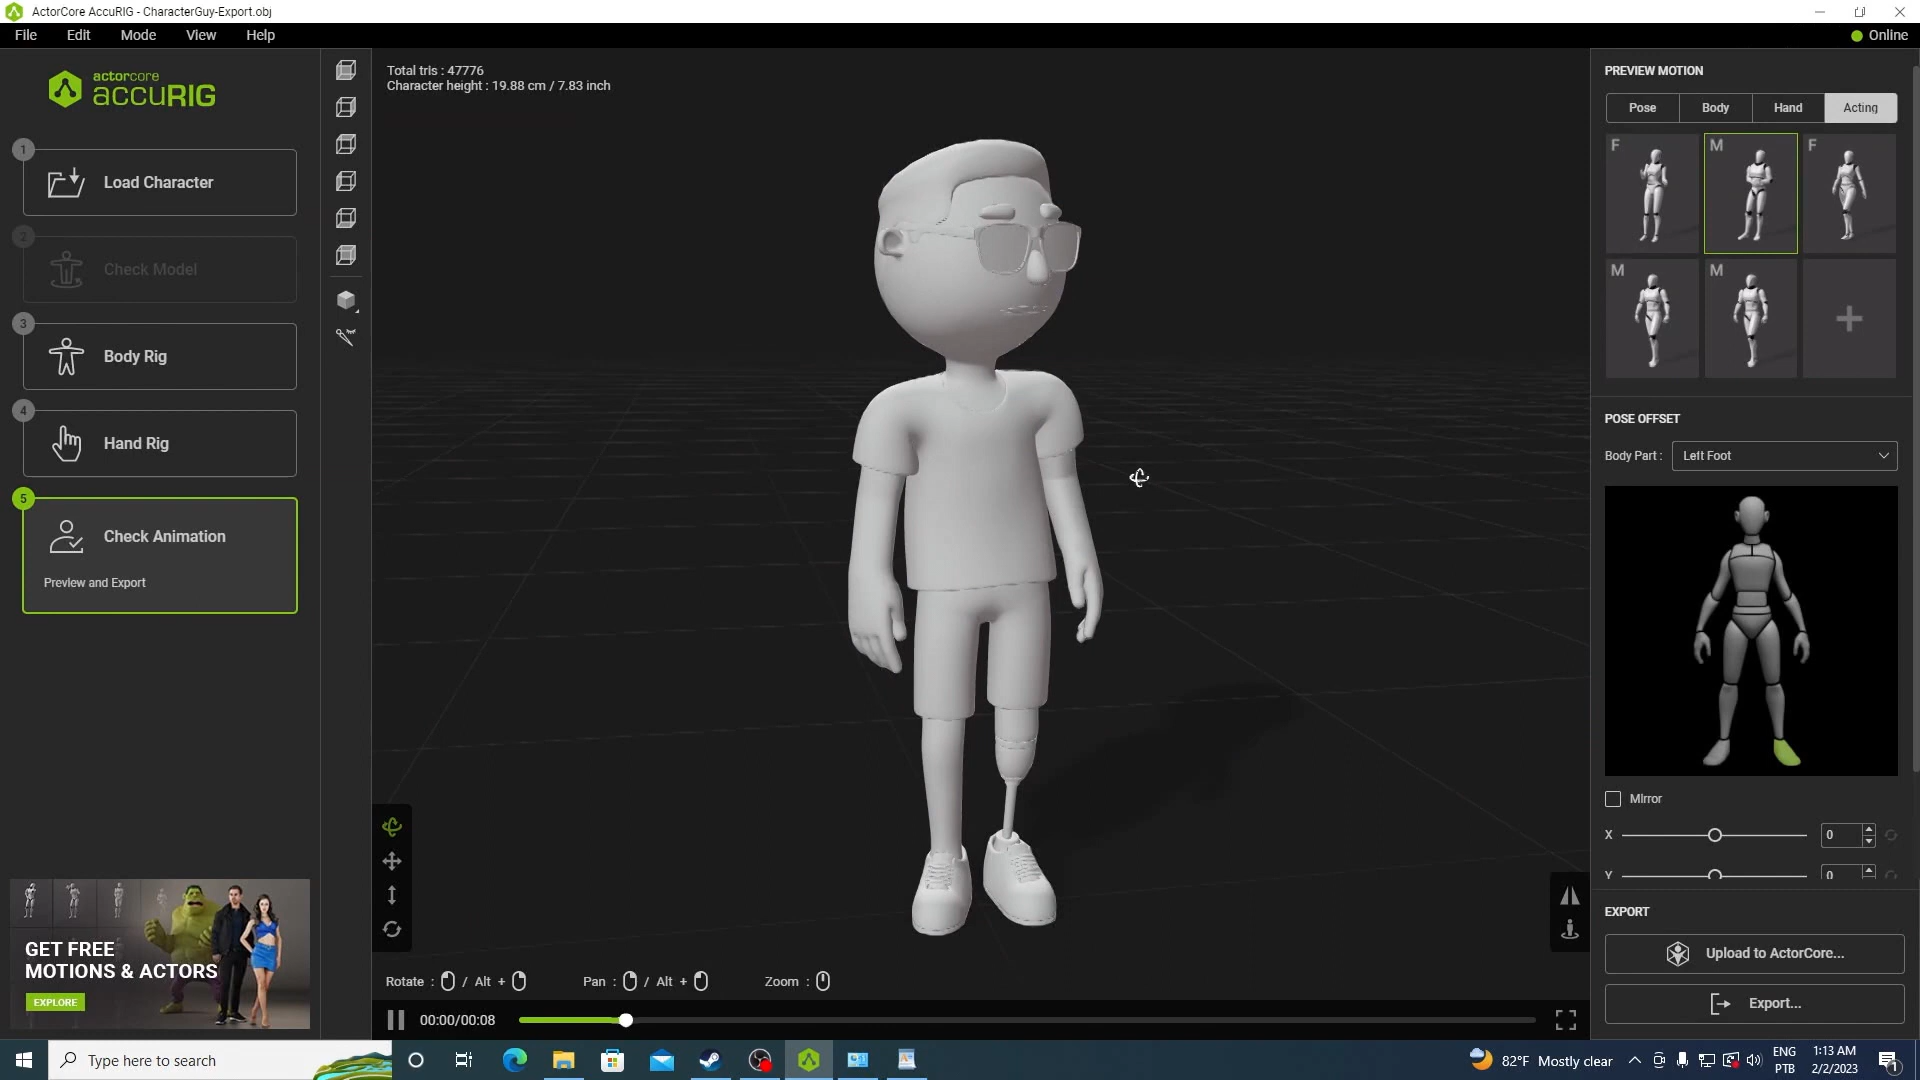 ActorCore AccuRIG - CharacterGuy-Export.obj
File Edit Mode View Help
Online
actorcore
accuRIG
1
Load Character
2
Check Model
3
Body Rig
4
Hand Rig
5
Check Animation
Preview and Export
GET FREE
MOTIONS & ACTORS
EXPLORE
Total tris : 47776
Character height : 19.88 cm / 7.83 inch
Rotate : / Alt + Pan : / Alt + Zoom :
00:00/00:08
PREVIEW MOTION
Pose Body Hand Acting
F M F
M M
POSE OFFSET
Body Part : Left Foot
Mirror
X 0
Y 0
EXPORT
Upload to ActorCore...
Export...
Type here to search
82°F Mostly clear
ENG
PTB
1:13 AM
2/2/2023
1